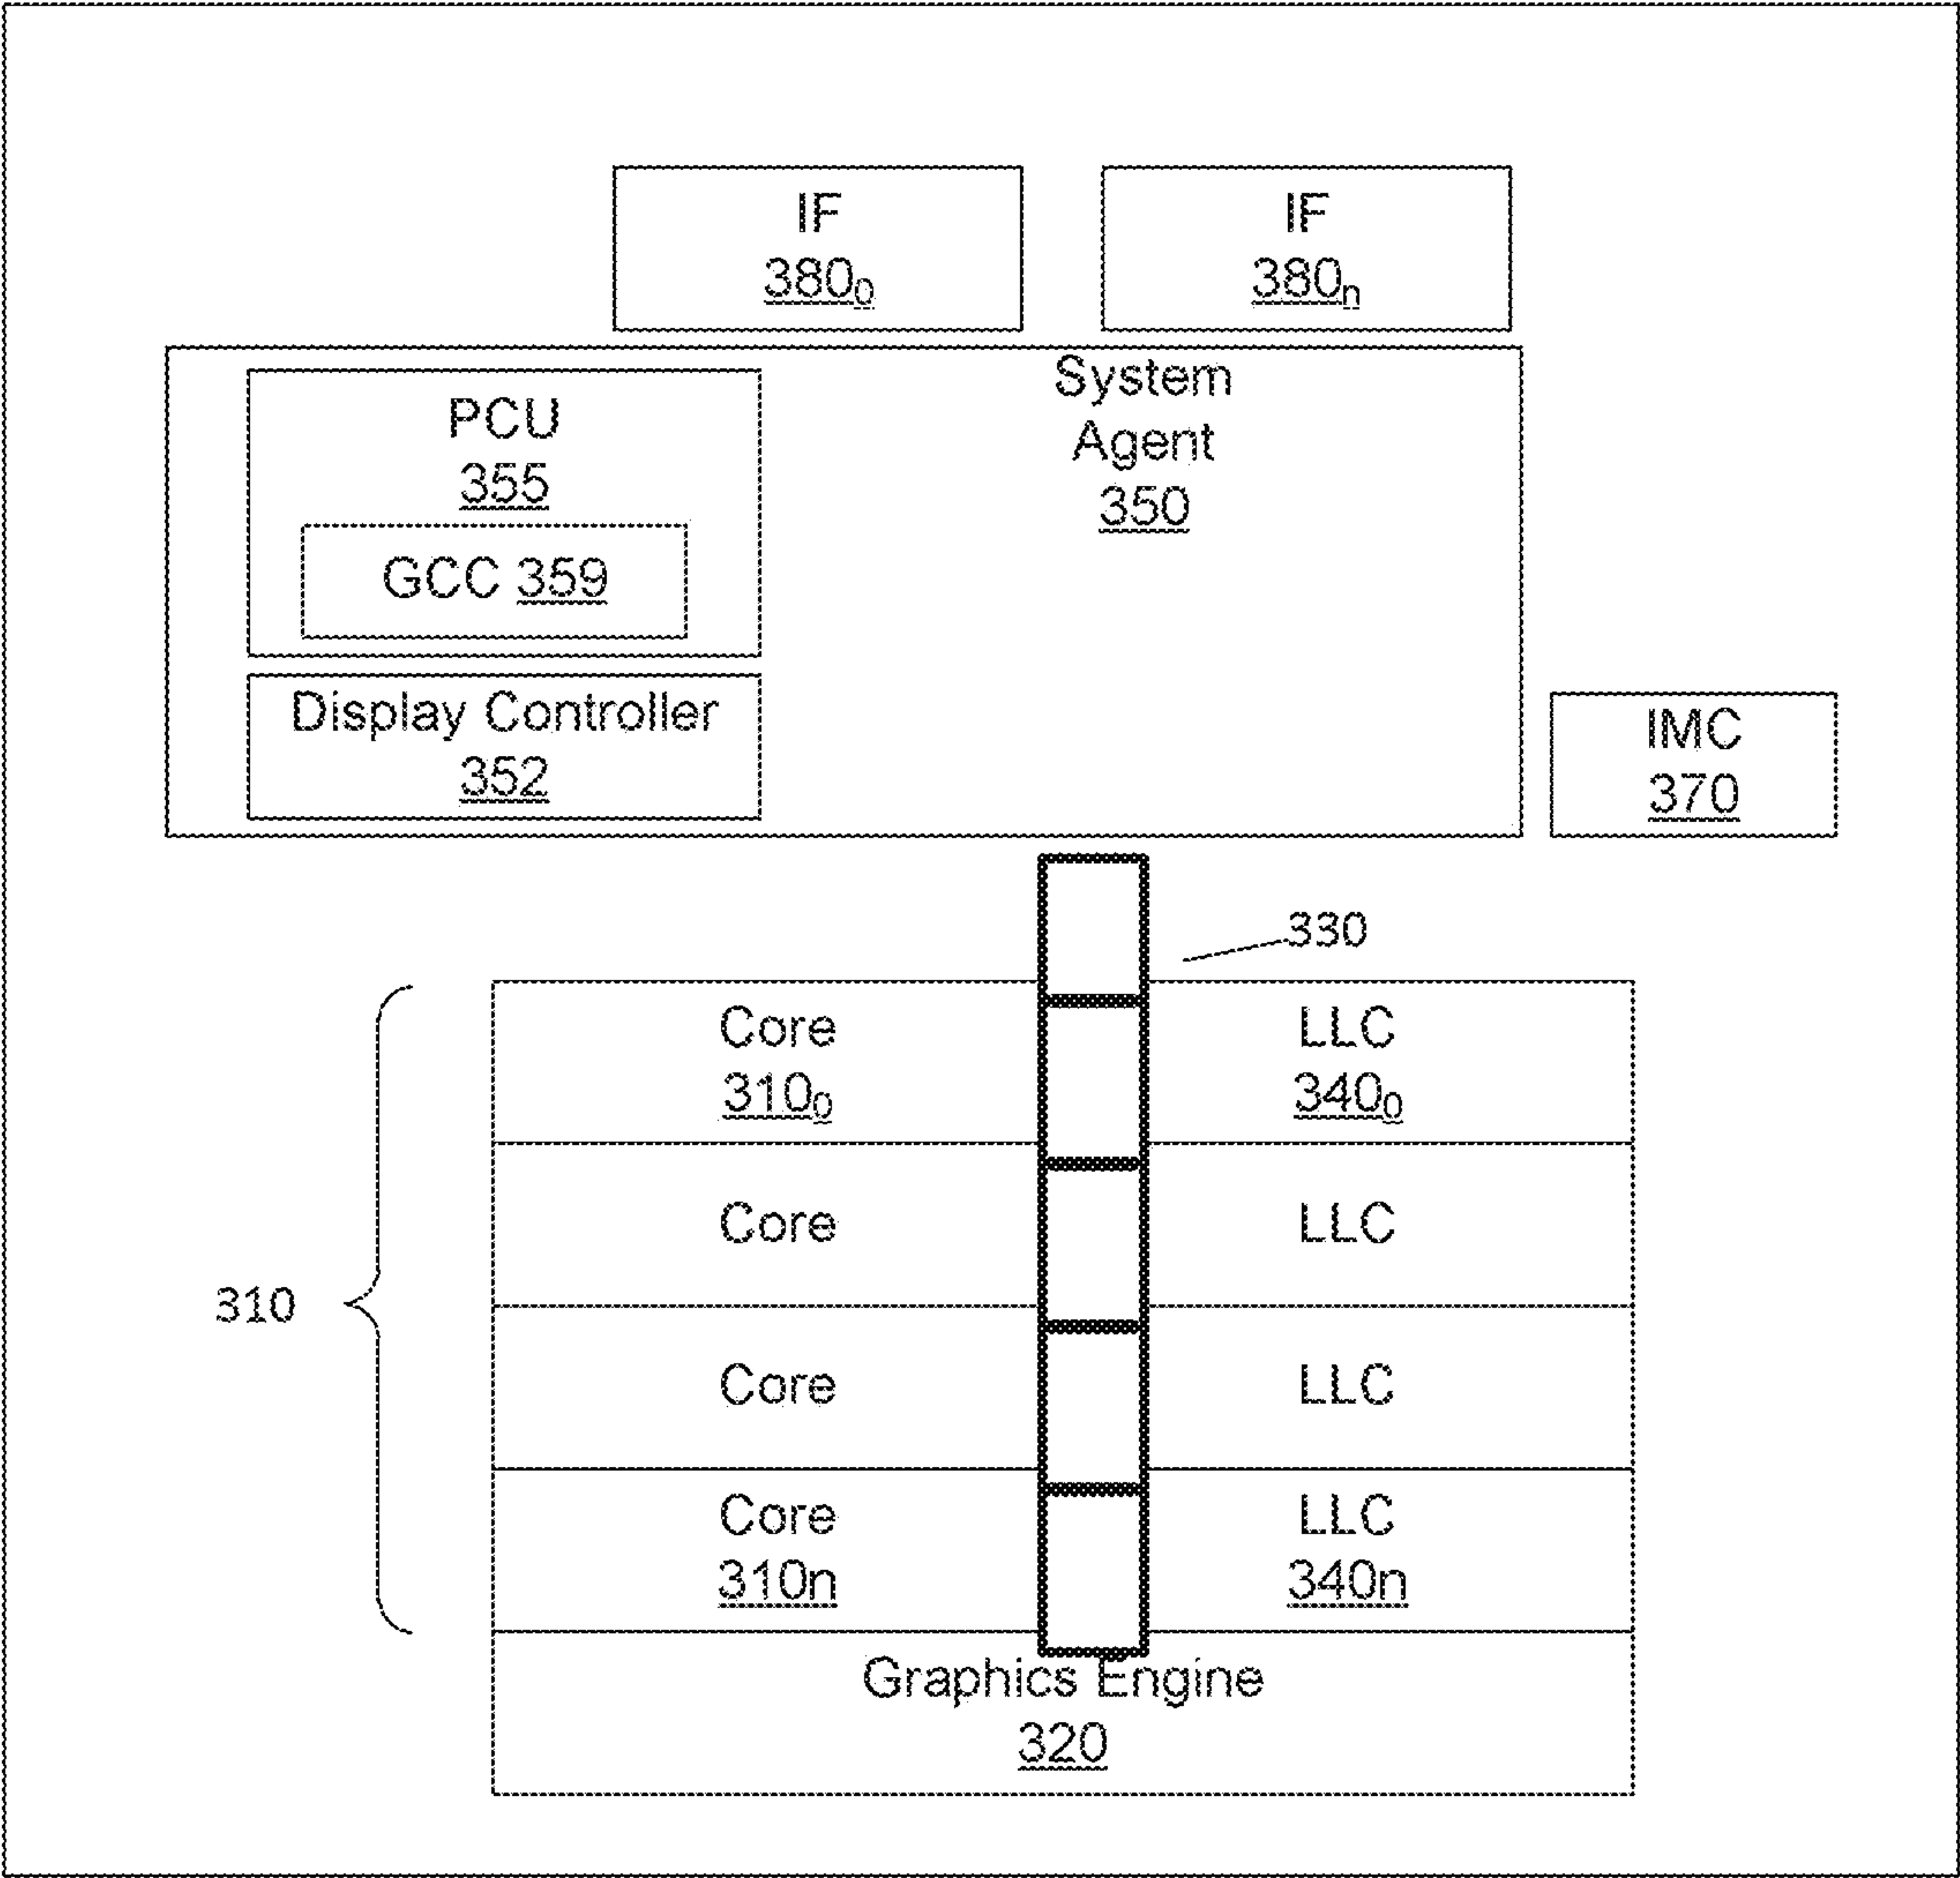 IF
380₀
IF
380ₙ
System
Agent
350
PCU
355
GCC 359
Display Controller
352
IMC
370
330
310
Core
310₀
LLC
340₀
Core
LLC
Core
LLC
Core
310n
LLC
340n
Graphics Engine
320